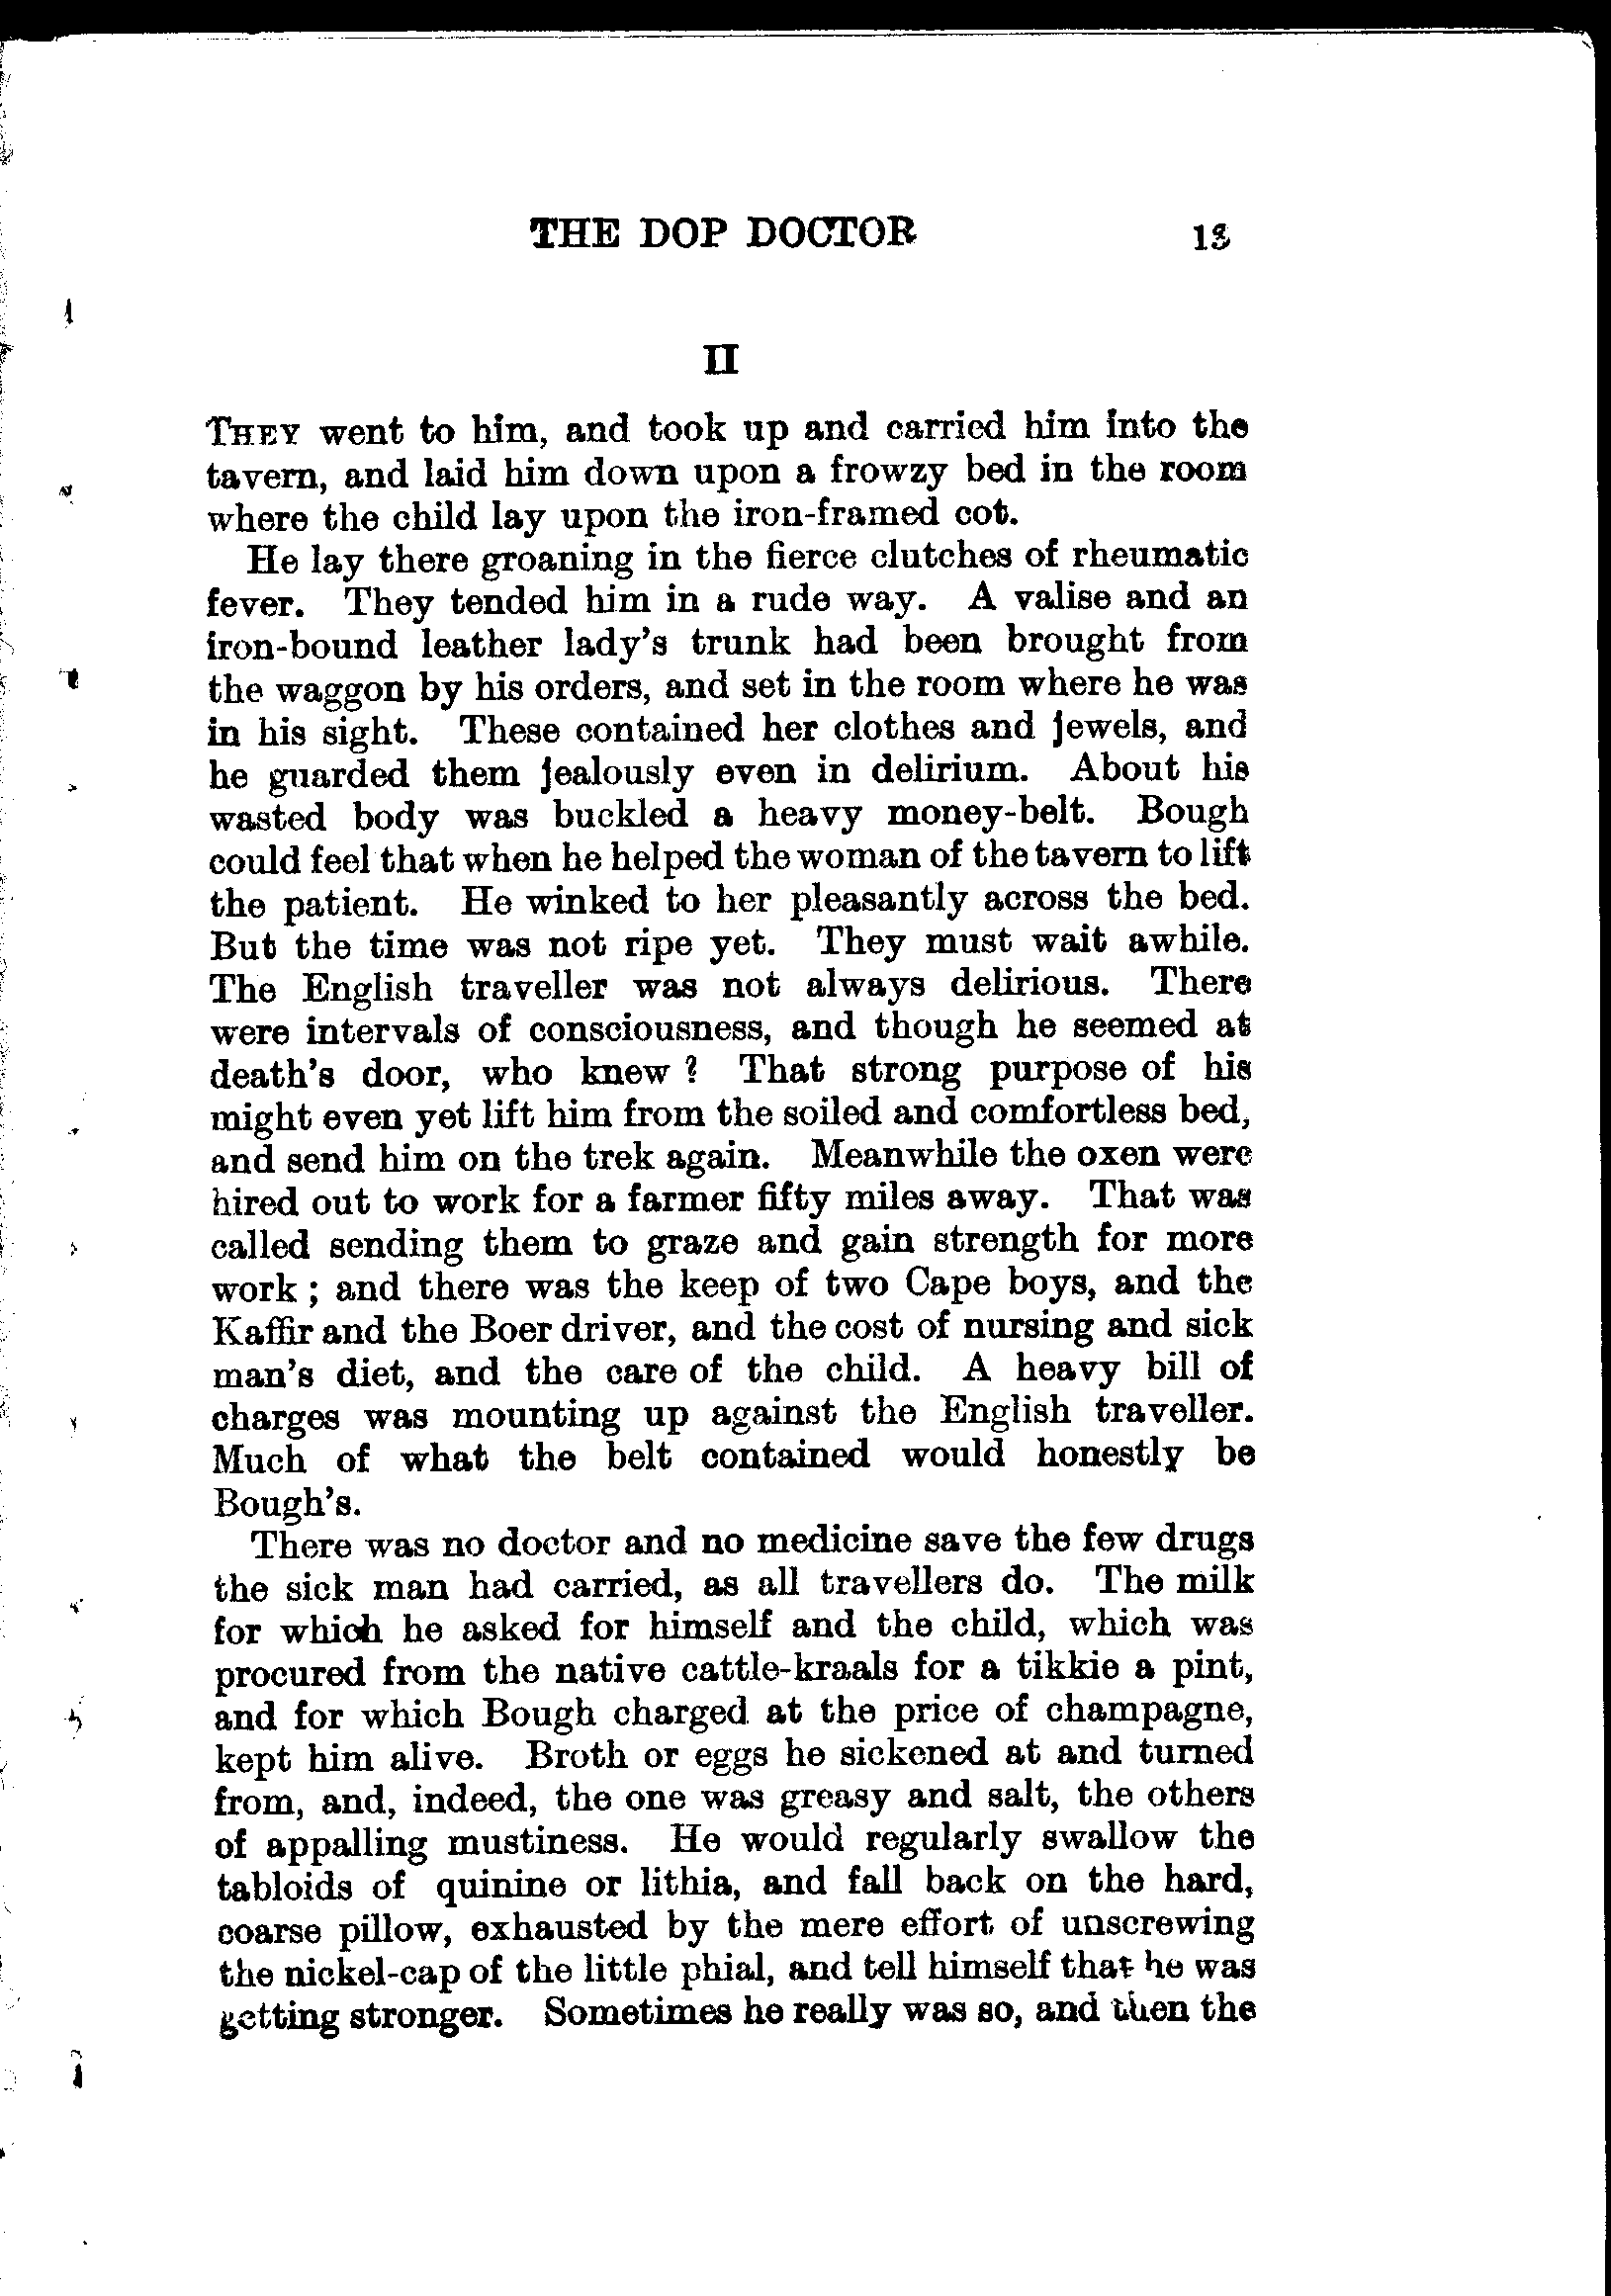 THE DOP DOCTOR 13
II
THEY went to him, and took up and carried him into the
tavern, and laid him down upon a frowzy bed in the room
where the child lay upon the iron-framed cot.
He lay there groaning in the fierce clutches of rheumatic
fever. They tended him in a rude way. A valise and an
iron-bound leather lady's trunk had been brought from
the waggon by his orders, and set in the room where he was
in his sight. These contained her clothes and jewels, and
he guarded them jealously even in delirium. About his
wasted body was buckled a heavy money-belt. Bough
could feel that when he helped the woman of the tavern to lift
the patient. He winked to her pleasantly across the bed.
But the time was not ripe yet. They must wait awhile.
The English traveller was not always delirious. There
were intervals of consciousness, and though he seemed at
death's door, who knew ? That strong purpose of his
might even yet lift him from the soiled and comfortless bed,
and send him on the trek again. Meanwhile the oxen were
hired out to work for a farmer fifty miles away. That was
called sending them to graze and gain strength for more
work ; and there was the keep of two Cape boys, and the
Kaffir and the Boer driver, and the cost of nursing and sick
man's diet, and the care of the child. A heavy bill of
charges was mounting up against the English traveller.
Much of what the belt contained would honestly be
Bough's.
There was no doctor and no medicine save the few drugs
the sick man had carried, as all travellers do. The milk
for which he asked for himself and the child, which was
procured from the native cattle-kraals for a tikkie a pint,
and for which Bough charged at the price of champagne,
kept him alive. Broth or eggs he sickened at and turned
from, and, indeed, the one was greasy and salt, the others
of appalling mustiness. He would regularly swallow the
tabloids of quinine or lithia, and fall back on the hard,
coarse pillow, exhausted by the mere effort of unscrewing
the nickel-cap of the little phial, and tell himself that he was
getting stronger. Sometimes he really was so, and then the